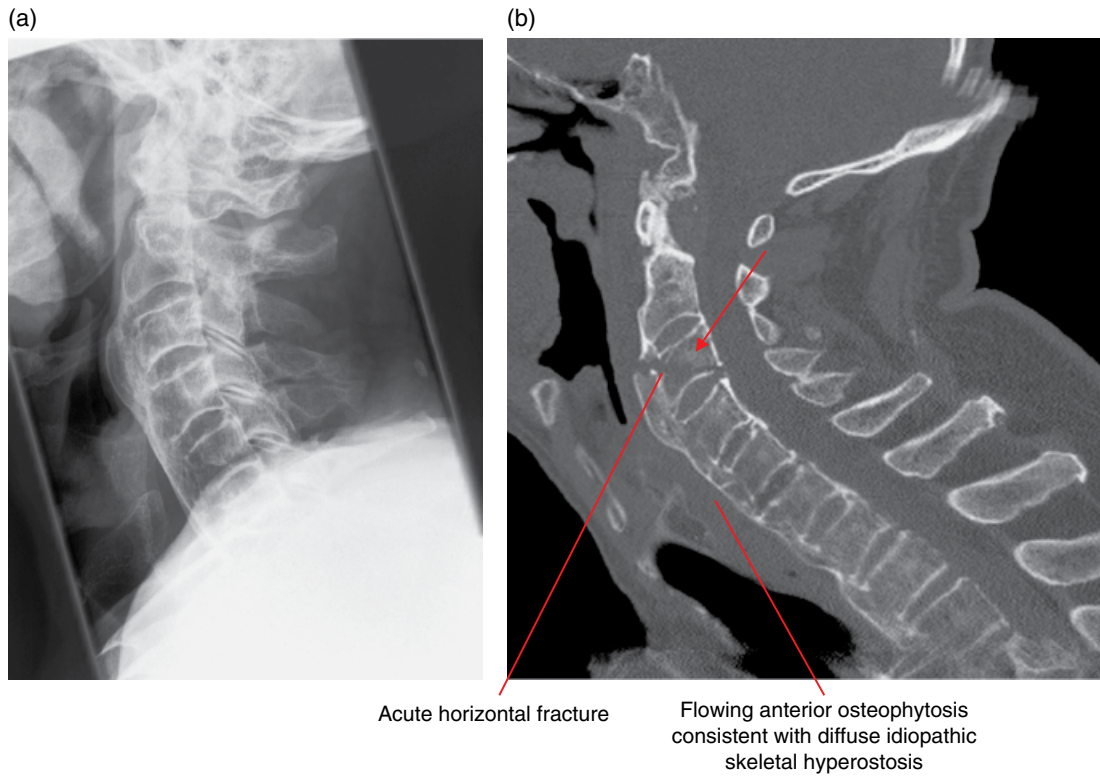 (a)
(b)
Acute horizontal fracture
Flowing anterior osteophytosis
consistent with diffuse idiopathic
skeletal hyperostosis